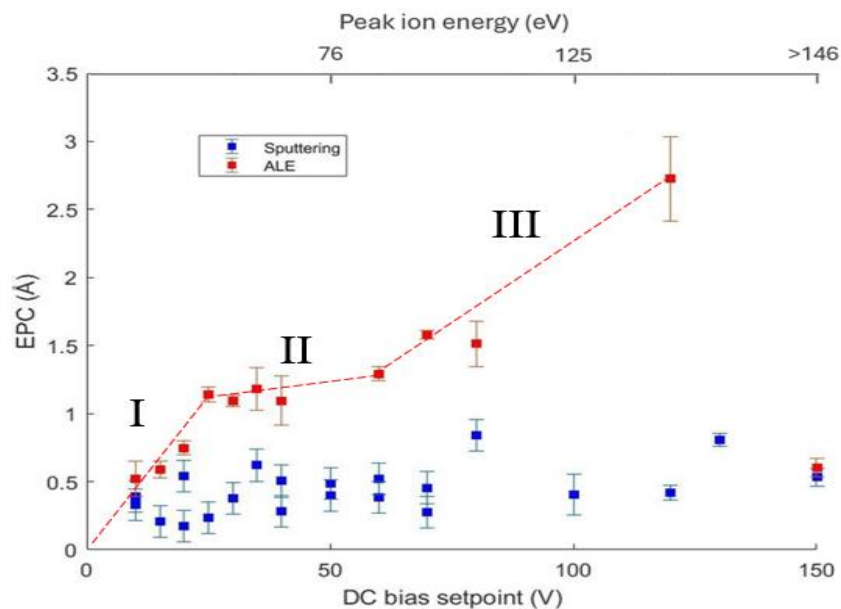 Peak ion energy (eV)
76 125 >146
3.5
3
2.5
2
1.5
1
0.5
0
EPC (Å)
Sputtering
ALE
I
II
III
0 50 100 150
DC bias setpoint (V)